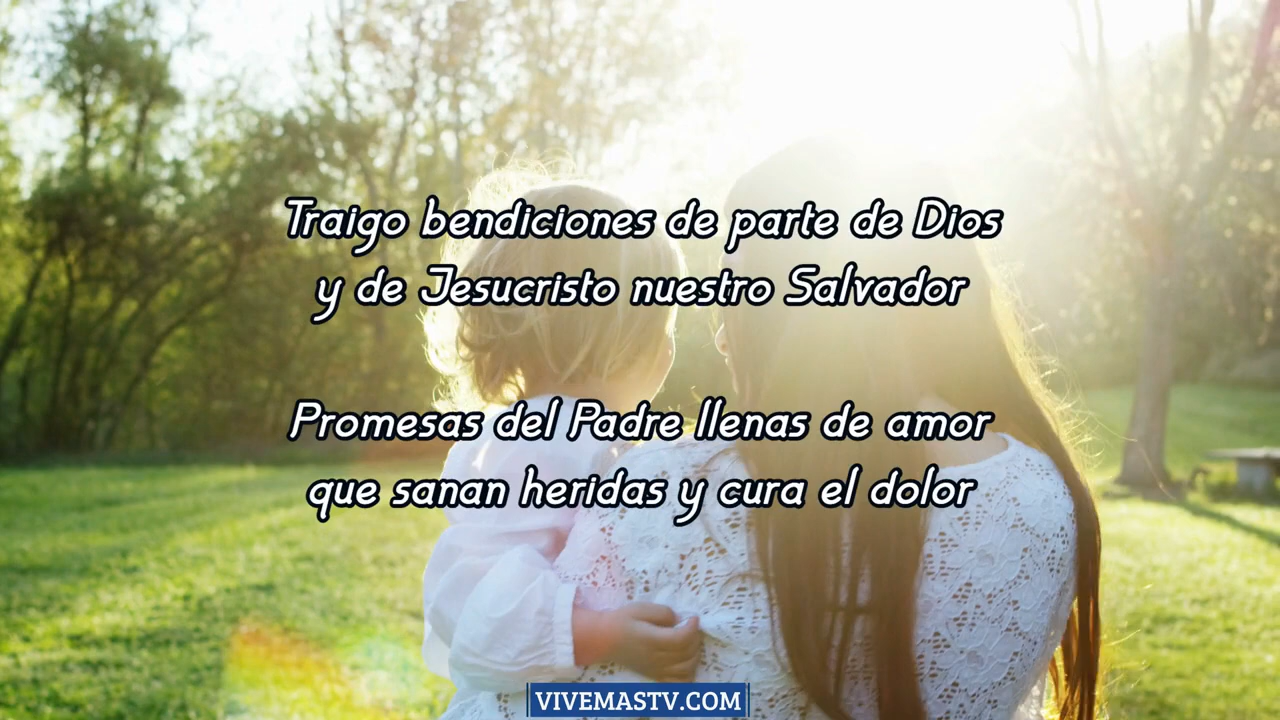 Traigo bendiciones de parte de Dios
y de Jesucristo nuestro Salvador
Promesas del Padre llenas de amor
que sanan heridas y cura el dolor
VIVEMASTV.COM